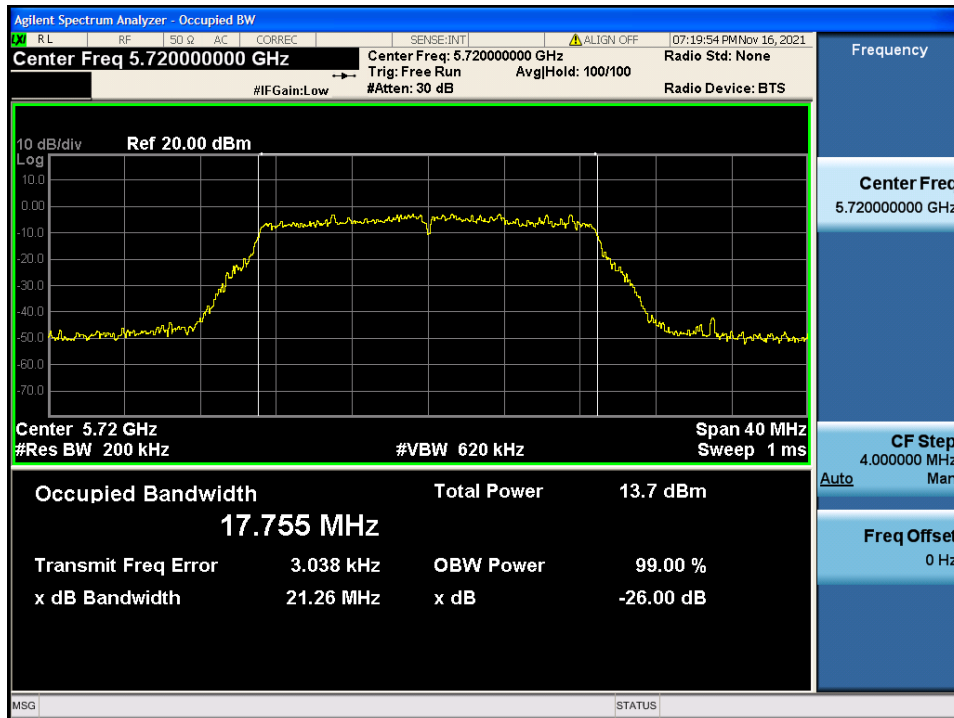 Agilent Spectrum Analyzer - Occupied BW
LXI RL RF 50 Ω AC CORREC SENSE:INT ALIGN OFF 07:19:54 PM Nov 16, 2021
Center Freq 5.720000000 GHz
Center Freq: 5.720000000 GHz
Radio Std: None
Trig: Free Run Avg|Hold: 100/100
#IFGain:Low
#Atten: 30 dB
Radio Device: BTS
10 dB/div
Ref 20.00 dBm
Log
10.0
0.00
-10.0
-20.0
-30.0
-40.0
-50.0
-60.0
-70.0
Center 5.72 GHz
Span 40 MHz
#Res BW 200 kHz
#VBW 620 kHz
Sweep 1 ms
Occupied Bandwidth
Total Power 13.7 dBm
17.755 MHz
Transmit Freq Error 3.038 kHz
OBW Power 99.00 %
x dB Bandwidth 21.26 MHz
x dB -26.00 dB
Frequency
Center Freq
5.720000000 GHz
CF Step
4.000000 MHz
Auto Man
Freq Offset
0 Hz
MSG
STATUS